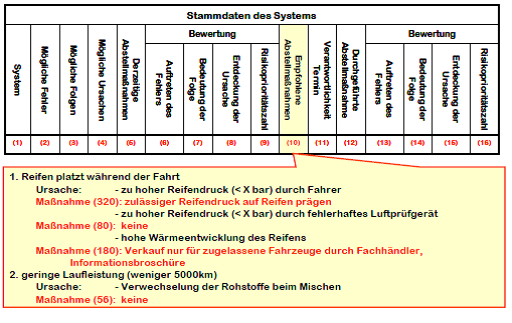 Stammdaten des Systems
Bewertung
Bewertung
System
Mögliche Fehler
Mögliche Folgen
Mögliche Ursachen
Derzeitige Abstellmaßnahmen
Auftreten des Fehlers
Bedeutung der Folge
Entdeckung der Ursache
Risikoprioritätszahl
Empfohlene Abstellmaßnahmen
Verantwortlichkeit Termin
Durchgeführte Abstellmaßnahme
Auftreten des Fehlers
Bedeutung der Folge
Entdeckung der Ursache
Risikoprioritätszahl
(1) (2) (3) (4) (5) (6) (7) (8) (9) (10) (11) (12) (13) (14) (15) (16)
1. Reifen platzt während der Fahrt
Ursache: - zu hoher Reifendruck (< X bar) durch Fahrer
Maßnahme (320): zulässiger Reifendruck auf Reifen prägen
- zu hoher Reifendruck (< X bar) durch fehlerhaftes Luftprüfgerät
Maßnahme (80): keine
- hohe Wärmeentwicklung des Reifens
Maßnahme (180): Verkauf nur für zugelassene Fahrzeuge durch Fachhändler,
Informationsbroschüre
2. geringe Laufleistung (weniger 5000km)
Ursache: - Verwechselung der Rohstoffe beim Mischen
Maßnahme (56): keine